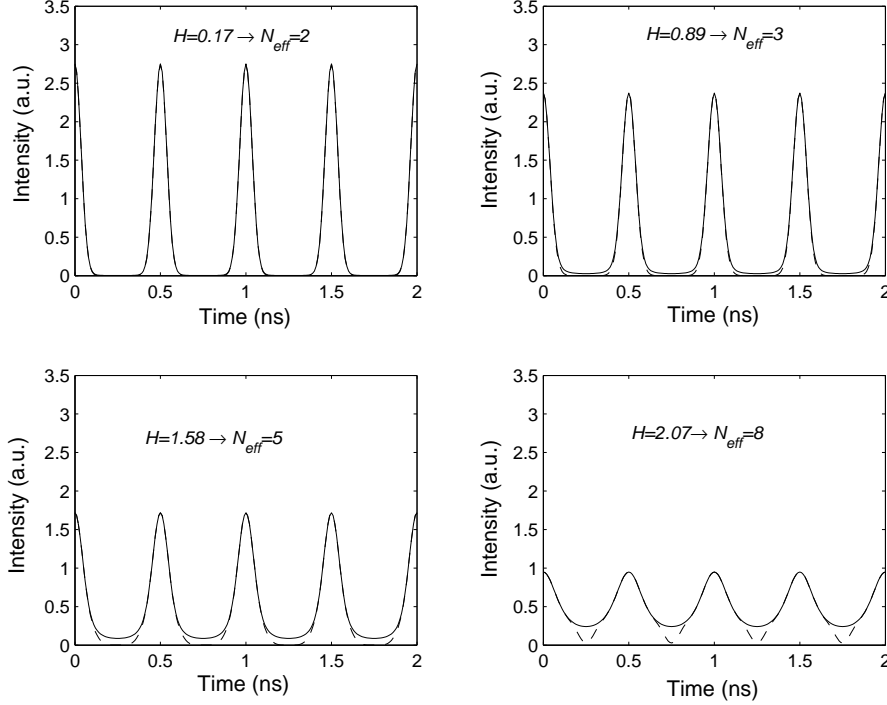 H=0.17 → N_eff=2
3.5
3
2.5
2
1.5
1
0.5
0
Intensity (a.u.)
0 0.5 1 1.5 2
Time (ns)
H=0.89 → N_eff=3
3.5
3
2.5
2
1.5
1
0.5
0
Intensity (a.u.)
0 0.5 1 1.5 2
Time (ns)
H=1.58 → N_eff=5
3.5
3
2.5
2
1.5
1
0.5
0
Intensity (a.u.)
0 0.5 1 1.5 2
Time (ns)
H=2.07→ N_eff=8
3.5
3
2.5
2
1.5
1
0.5
0
Intensity (a.u.)
0 0.5 1 1.5 2
Time (ns)